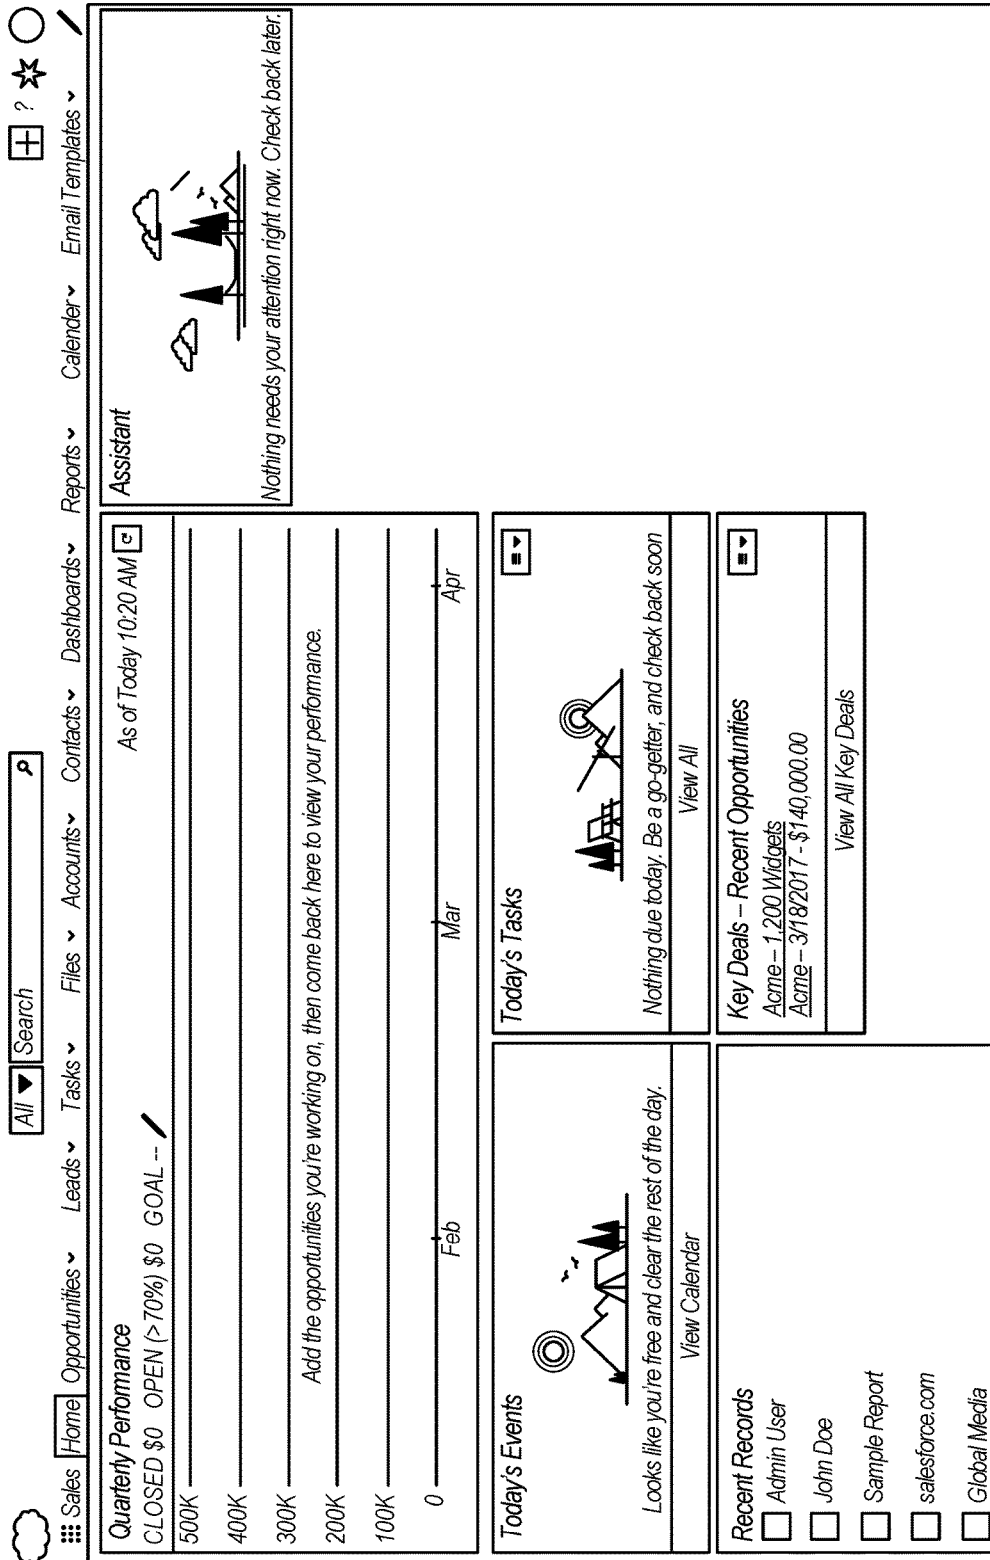 All Search
?
Sales Home Opportunities Leads Tasks Files Accounts Contacts Dashboards Reports Calender Email Templates
Quarterly Performance
As of Today 10:20 AM
CLOSED $0 OPEN (>70%) $0 GOAL --
500K
400K
300K
Add the opportunities you're working on, then come back here to view your performance.
200K
100K
0
Feb Mar Apr
Assistant
Nothing needs your attention right now. Check back later.
Today's Events
Looks like you're free and clear the rest of the day.
View Calendar
Today's Tasks
Nothing due today. Be a go-getter, and check back soon
View All
Recent Records
Admin User
John Doe
Sample Report
salesforce.com
Global Media
Key Deals – Recent Opportunities
Acme – 1,200 Widgets
Acme – 3/18/2017 - $140,000.00
View All Key Deals